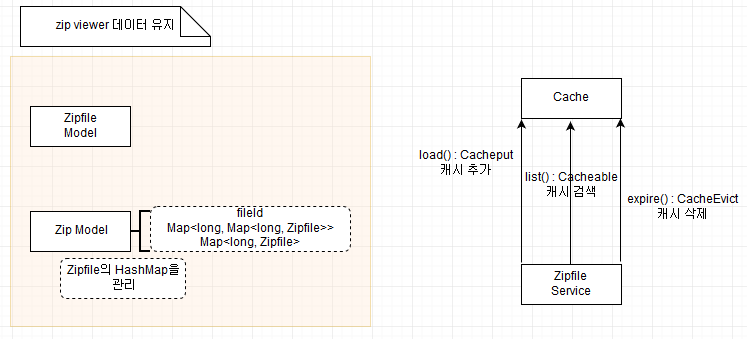 zip viewer 데이터 유지
Zipfile
Model
Zip Model
fileId
Map<long, Map<long, Zipfile>>
Map<long, Zipfile>
Zipfile의 HashMap을
관리
Cache
load() : Cacheput
캐시 추가
list() : Cacheable
캐시 검색
expire() : CacheEvict
캐시 삭제
Zipfile
Service